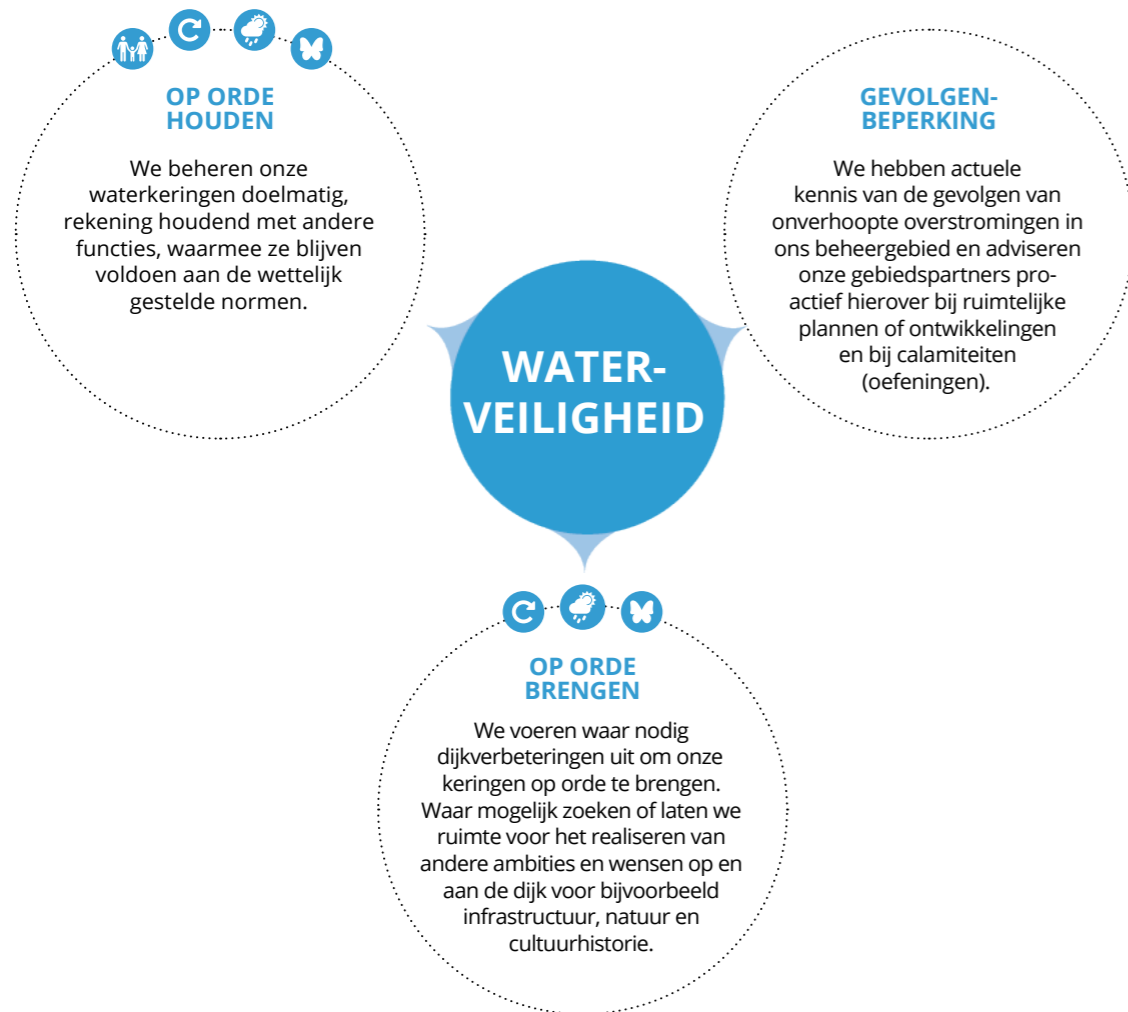 OP ORDE
HOUDEN
We beheren onze
waterkeringen doelmatig,
rekening houdend met andere
functies, waarmee ze blijven
voldoen aan de wettelijk
gestelde normen.
GEVOLGEN-
BEPERKING
We hebben actuele
kennis van de gevolgen van
onverhoopte overstromingen in
ons beheergebied en adviseren
onze gebiedspartners pro-
actief hierover bij ruimtelijke
plannen of ontwikkelingen
en bij calamiteiten
(oefeningen).
WATER-
VEILIGHEID
OP ORDE
BRENGEN
We voeren waar nodig
dijkverbeteringen uit om onze
keringen op orde te brengen.
Waar mogelijk zoeken of laten we
ruimte voor het realiseren van
andere ambities en wensen op en
aan de dijk voor bijvoorbeeld
infrastructuur, natuur en
cultuurhistorie.